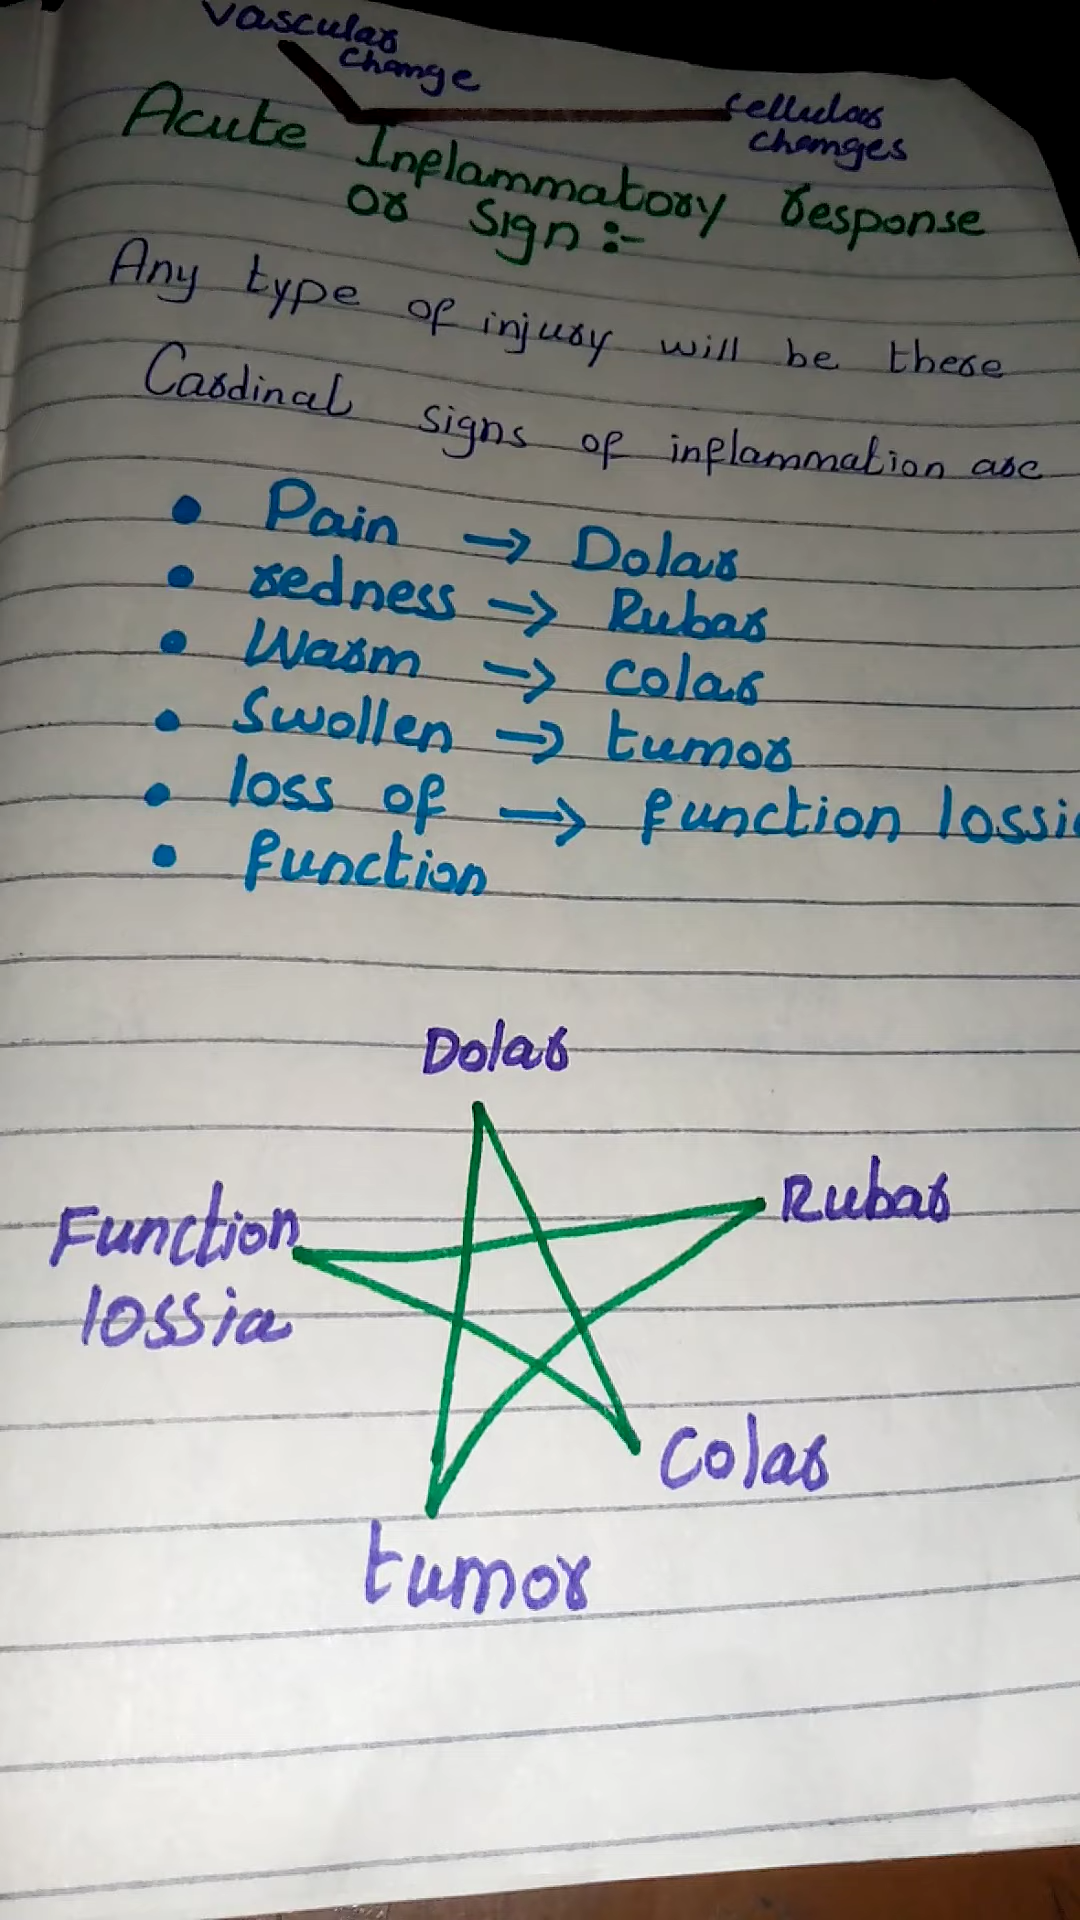 Vascular
change
cellular
changes
Acute Inflammatory response
or sign :-
Any type of injury will be there
Cardinal signs of inflammation are
• Pain → Dolar
• redness → Rubar
• Warm → colar
• Swollen → tumor
• loss of → function lossi
• function
Dolar
Rubar
Function
lossia
Colar
tumor